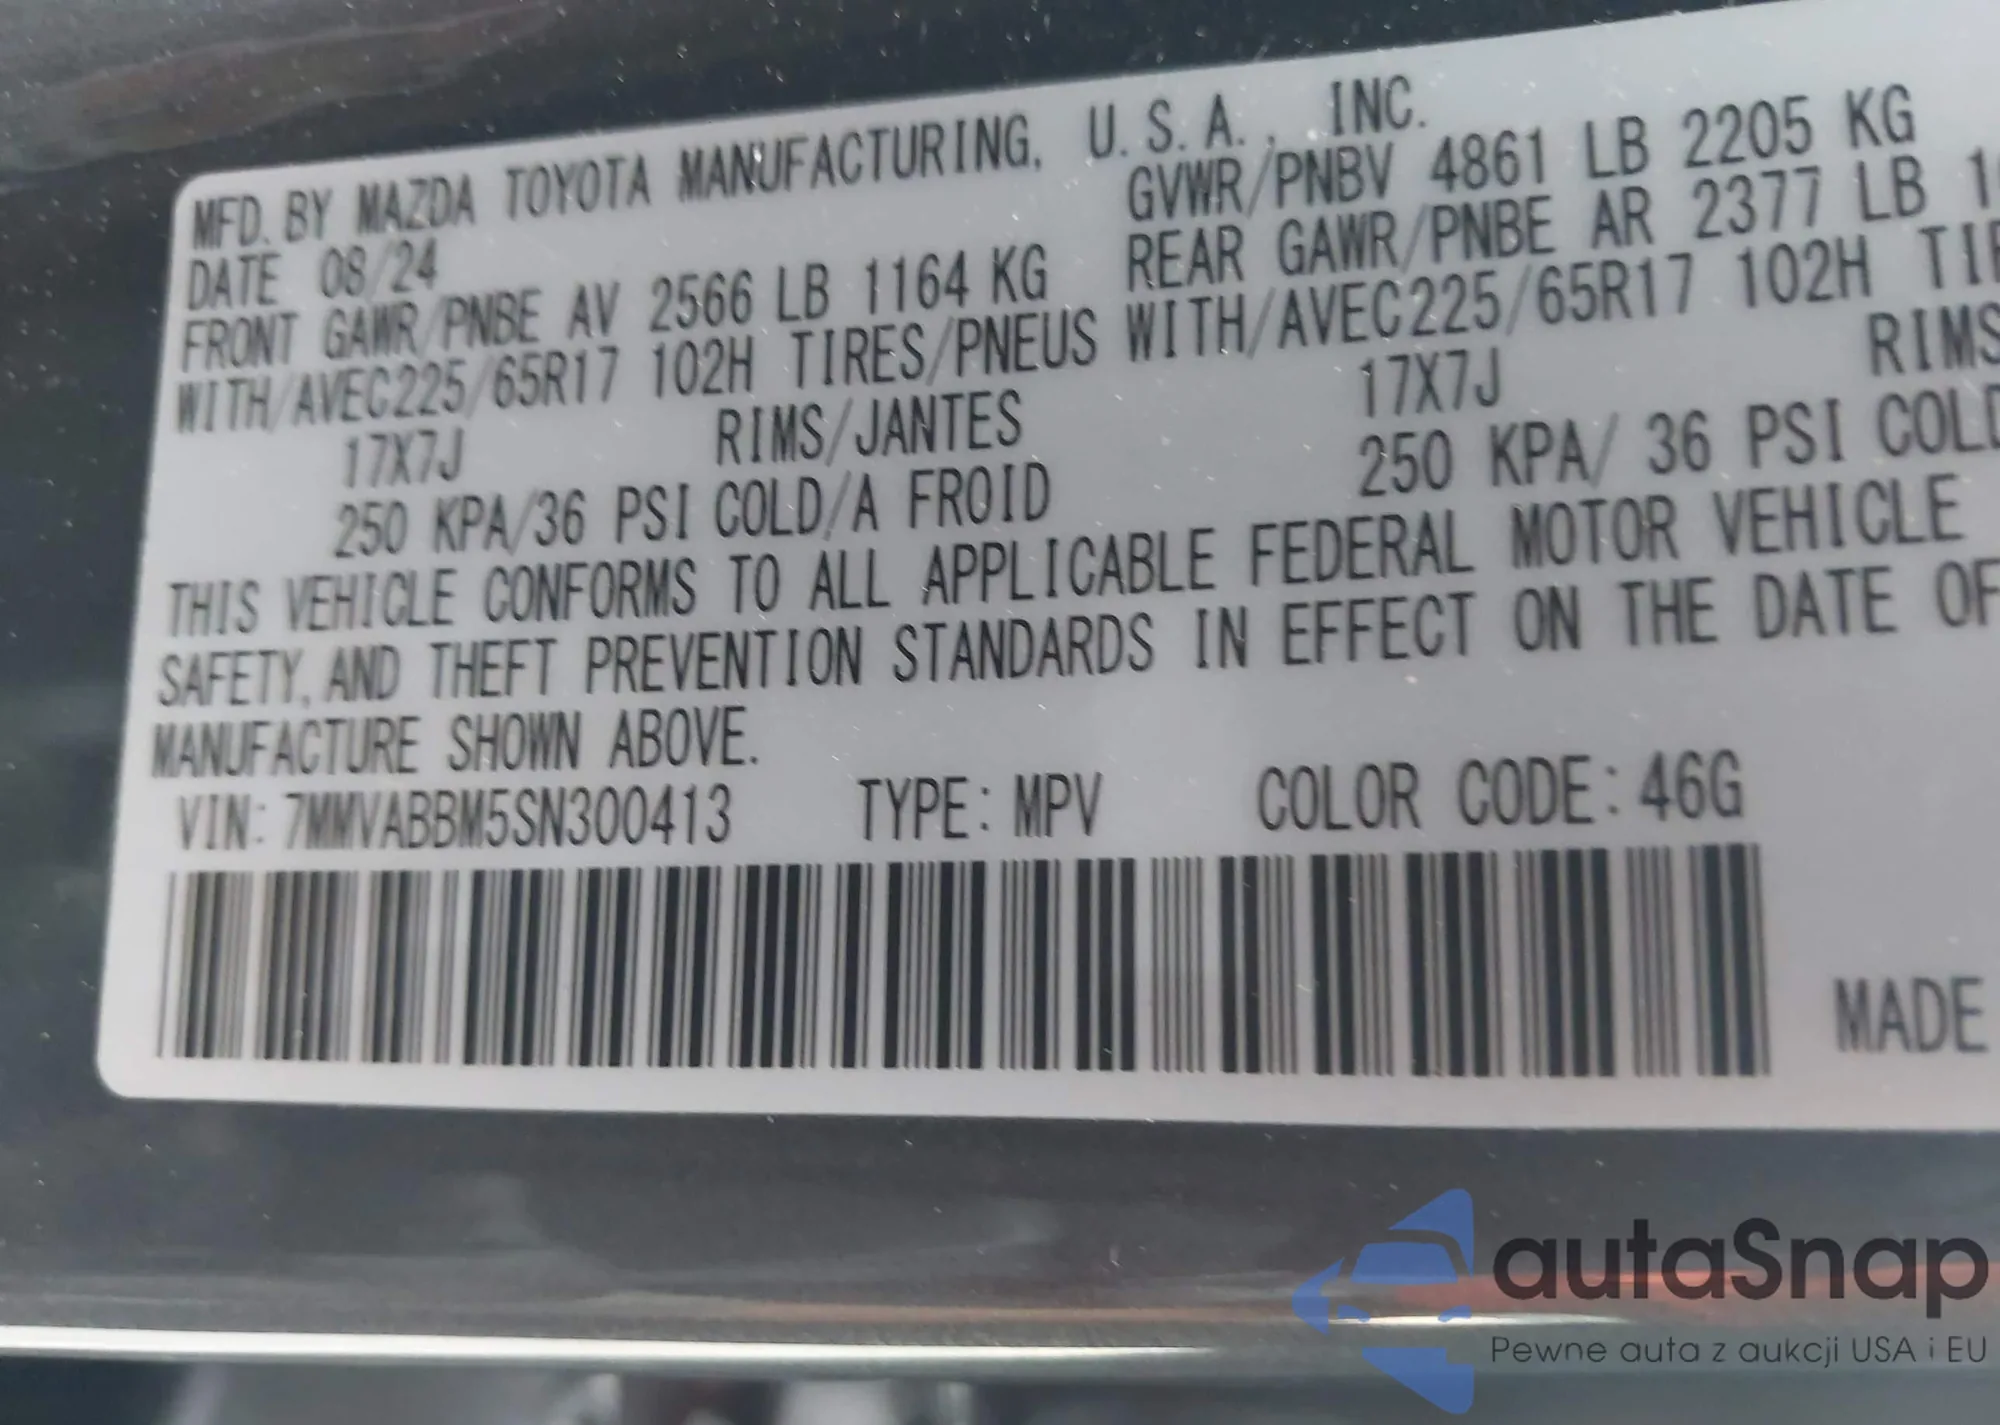 MFD. BY MAZDA TOYOTA MANUFACTURING, U.S.A., INC.
DATE 08/24 GVWR/PNBV 4861 LB 2205 KG
FRONT GAWR/PNBE AV 2566 LB 1164 KG REAR GAWR/PNBE AR 2377 LB
WITH/AVEC225/65R17 102H TIRES/PNEUS WITH/AVEC225/65R17 102H
17X7J RIMS/JANTES 17X7J RIMS
250 KPA/36 PSI COLD/A FROID 250 KPA/ 36 PSI COLD
THIS VEHICLE CONFORMS TO ALL APPLICABLE FEDERAL MOTOR VEHICLE
SAFETY, AND THEFT PREVENTION STANDARDS IN EFFECT ON THE DATE OF
MANUFACTURE SHOWN ABOVE.
VIN: 7MMVABBM5SN300413 TYPE: MPV COLOR CODE: 46G
MADE
autaSnap
Pewne auta z aukcji USA i EU